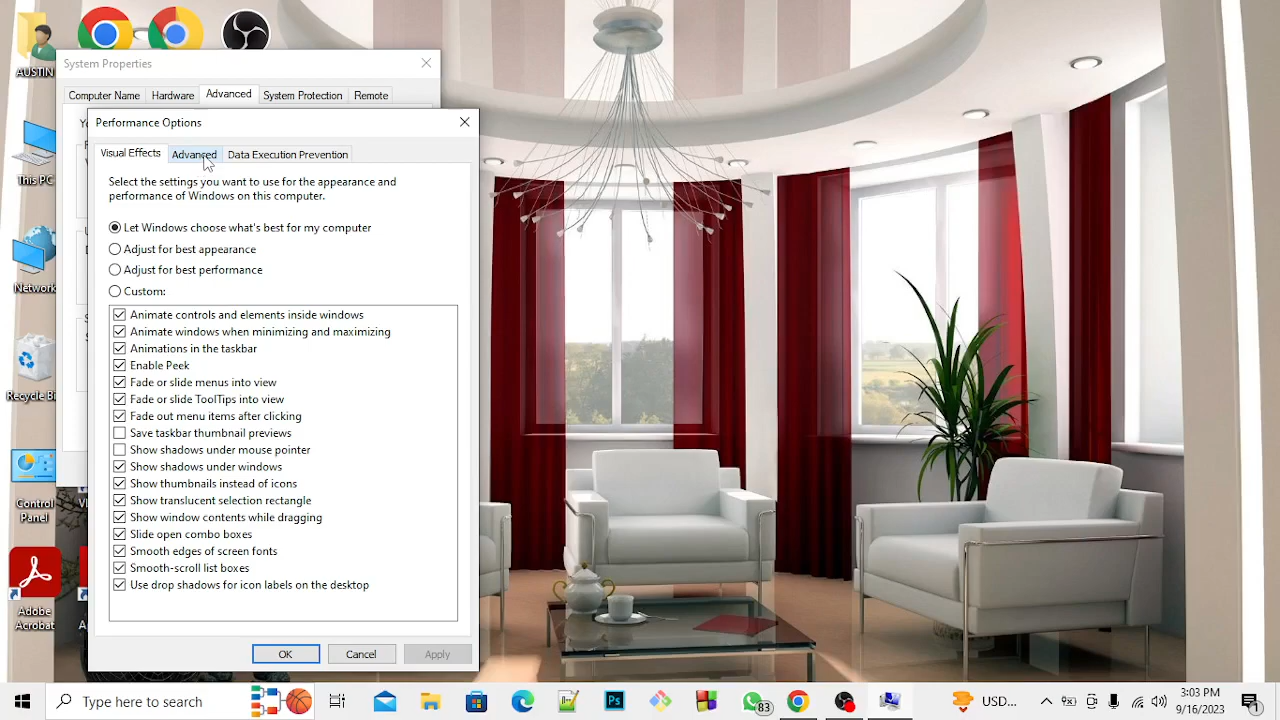 AUSTIN
This PC
Network
Recycle Bi
Control
Panel
Adobe
Acrobat
System Properties
Computer Name
Hardware
Advanced
System Protection
Remote
Performance Options
Visual Effects
Advanced
Data Execution Prevention
Select the settings you want to use for the appearance and
performance of Windows on this computer.
Let Windows choose what's best for my computer
Adjust for best appearance
Adjust for best performance
Custom:
Animate controls and elements inside windows
Animate windows when minimizing and maximizing
Animations in the taskbar
Enable Peek
Fade or slide menus into view
Fade or slide ToolTips into view
Fade out menu items after clicking
Save taskbar thumbnail previews
Show shadows under mouse pointer
Show shadows under windows
Show thumbnails instead of icons
Show translucent selection rectangle
Show window contents while dragging
Slide open combo boxes
Smooth edges of screen fonts
Smooth-scroll list boxes
Use drop shadows for icon labels on the desktop
OK
Cancel
Apply
Type here to search
Ps
83
USD...
3:03 PM
9/16/2023
1